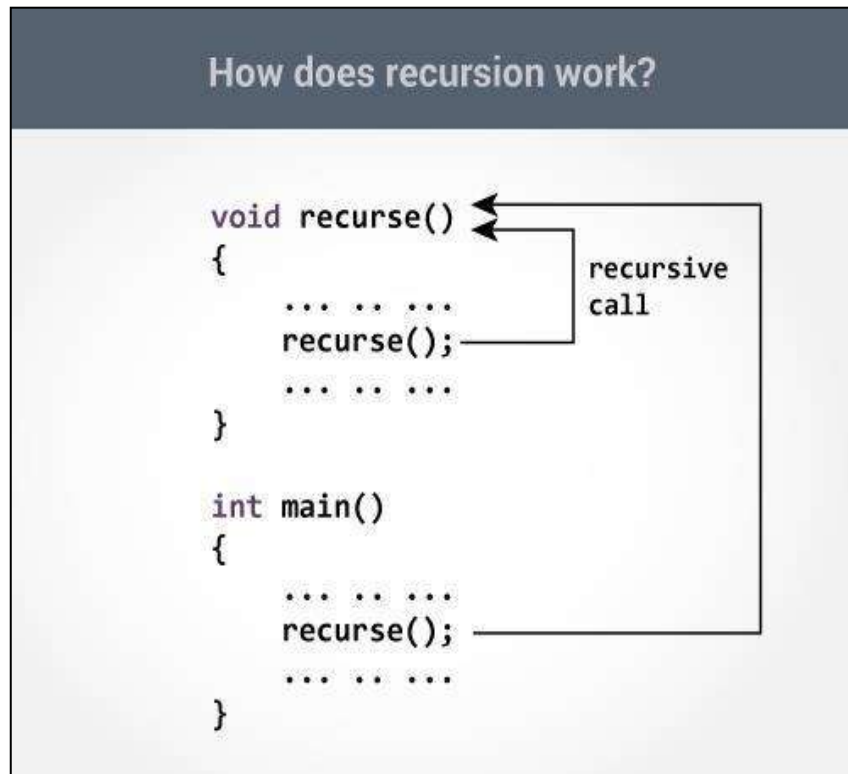 How does recursion work?
void recurse()
{
... .. ...
recurse();
... .. ...
}
recursive
call
int main()
{
... .. ...
recurse();
... .. ...
}